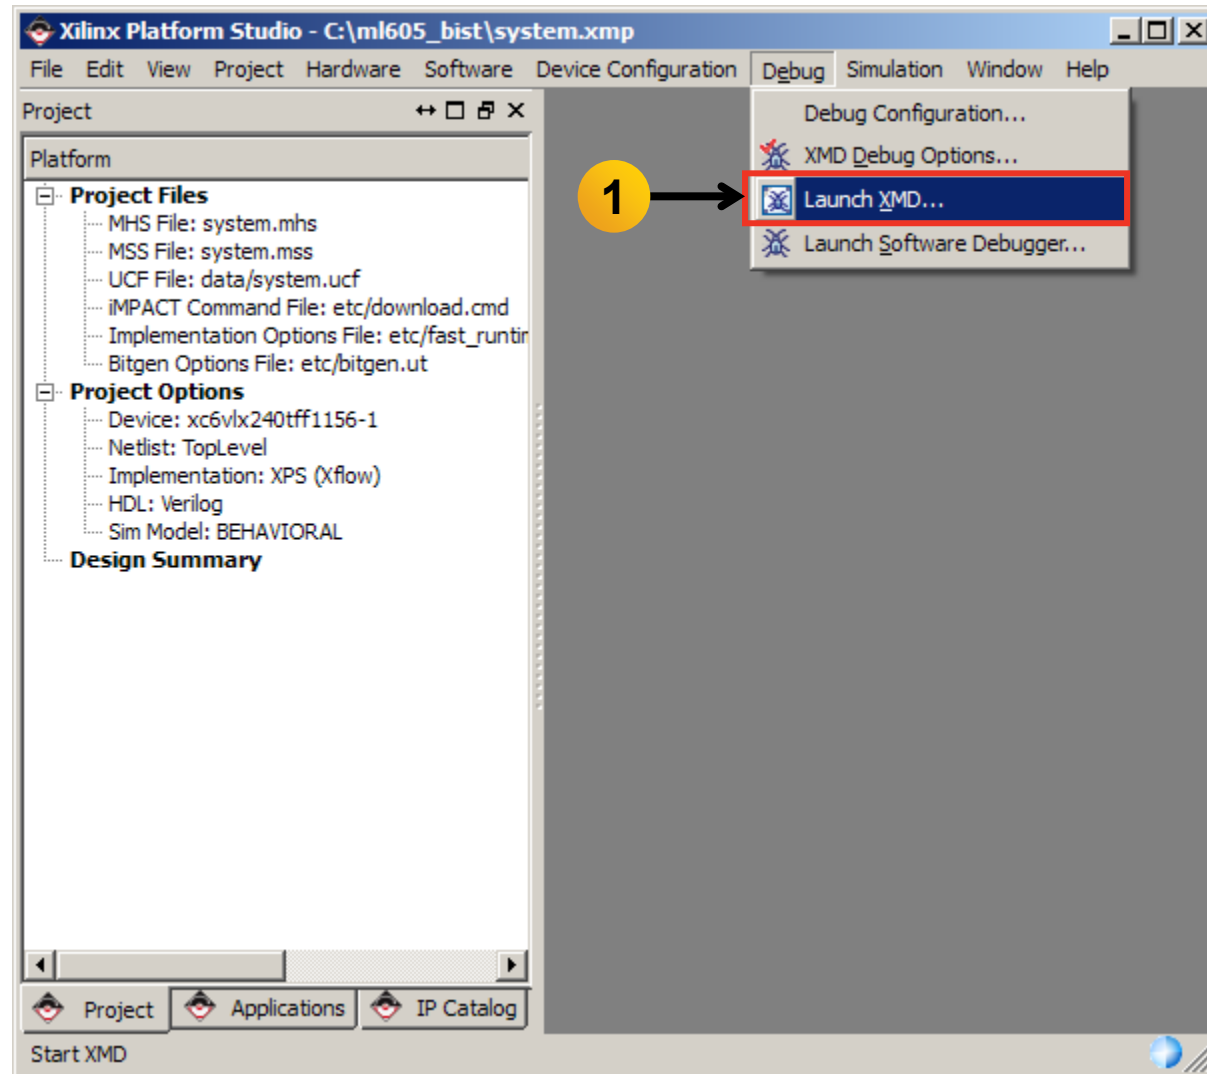 Xilinx Platform Studio - C:\ml605_bist\system.xmp
File Edit View Project Hardware Software Device Configuration Debug Simulation Window Help
Project
Debug Configuration...
Platform
XMD Debug Options...
1
Launch XMD...
Launch Software Debugger...
Project Files
MHS File: system.mhs
MSS File: system.mss
UCF File: data/system.ucf
iMPACT Command File: etc/download.cmd
Implementation Options File: etc/fast_runtin
Bitgen Options File: etc/bitgen.ut
Project Options
Device: xc6vlx240tff1156-1
Netlist: TopLevel
Implementation: XPS (Xflow)
HDL: Verilog
Sim Model: BEHAVIORAL
Design Summary
Project Applications IP Catalog
Start XMD